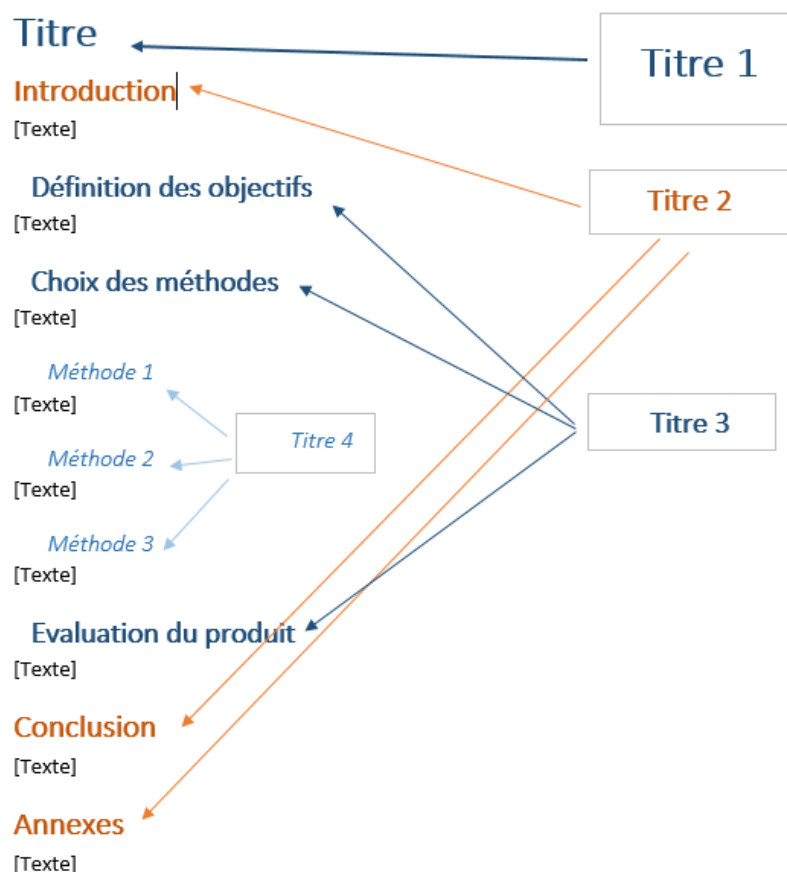 Titre
Titre 1
Introduction
[Texte]
Définition des objectifs
Titre 2
[Texte]
Choix des méthodes
[Texte]
Méthode 1
[Texte]
Titre 3
Titre 4
Méthode 2
[Texte]
Méthode 3
[Texte]
Evaluation du produit
[Texte]
Conclusion
[Texte]
Annexes
[Texte]